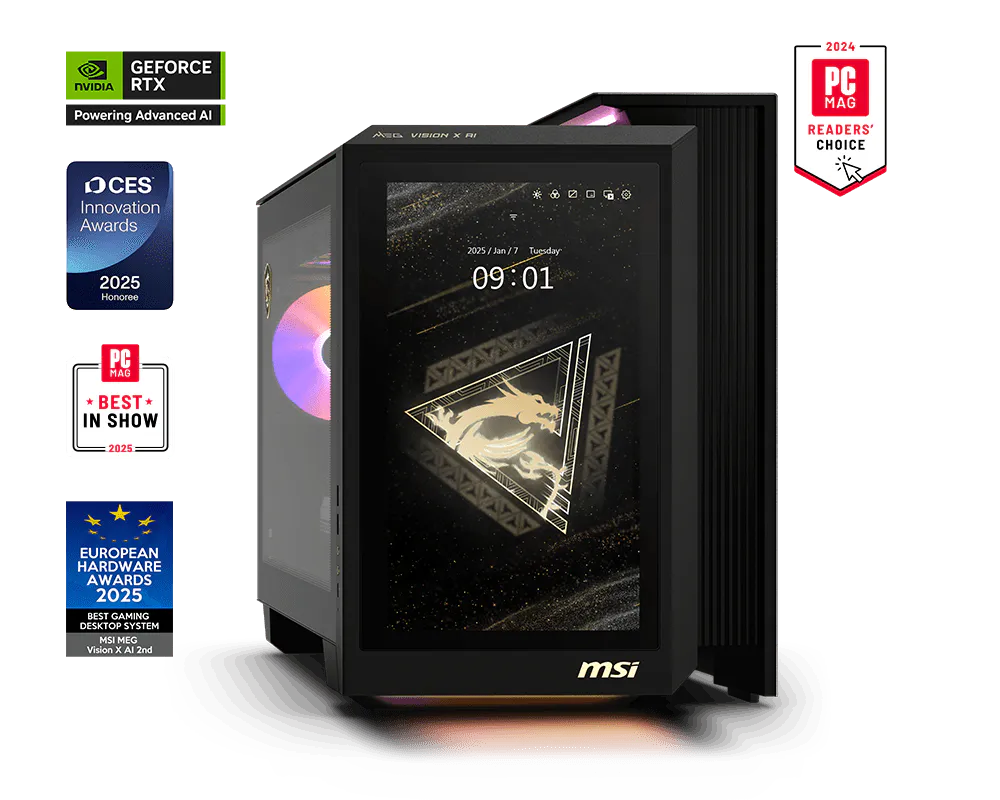 NVIDIA
GEFORCE
RTX
Powering Advanced AI
CES
Innovation
Awards
2025
Honoree
PC
MAG
BEST
IN SHOW
2025
EUROPEAN
HARDWARE
AWARDS
2025
BEST GAMING
DESKTOP SYSTEM
MSI MEG
Vision X AI 2nd
MEG VISION X AI
2025 / Jan / 7 Tuesday
09:01
msi
2024
PC
MAG
READERS'
CHOICE